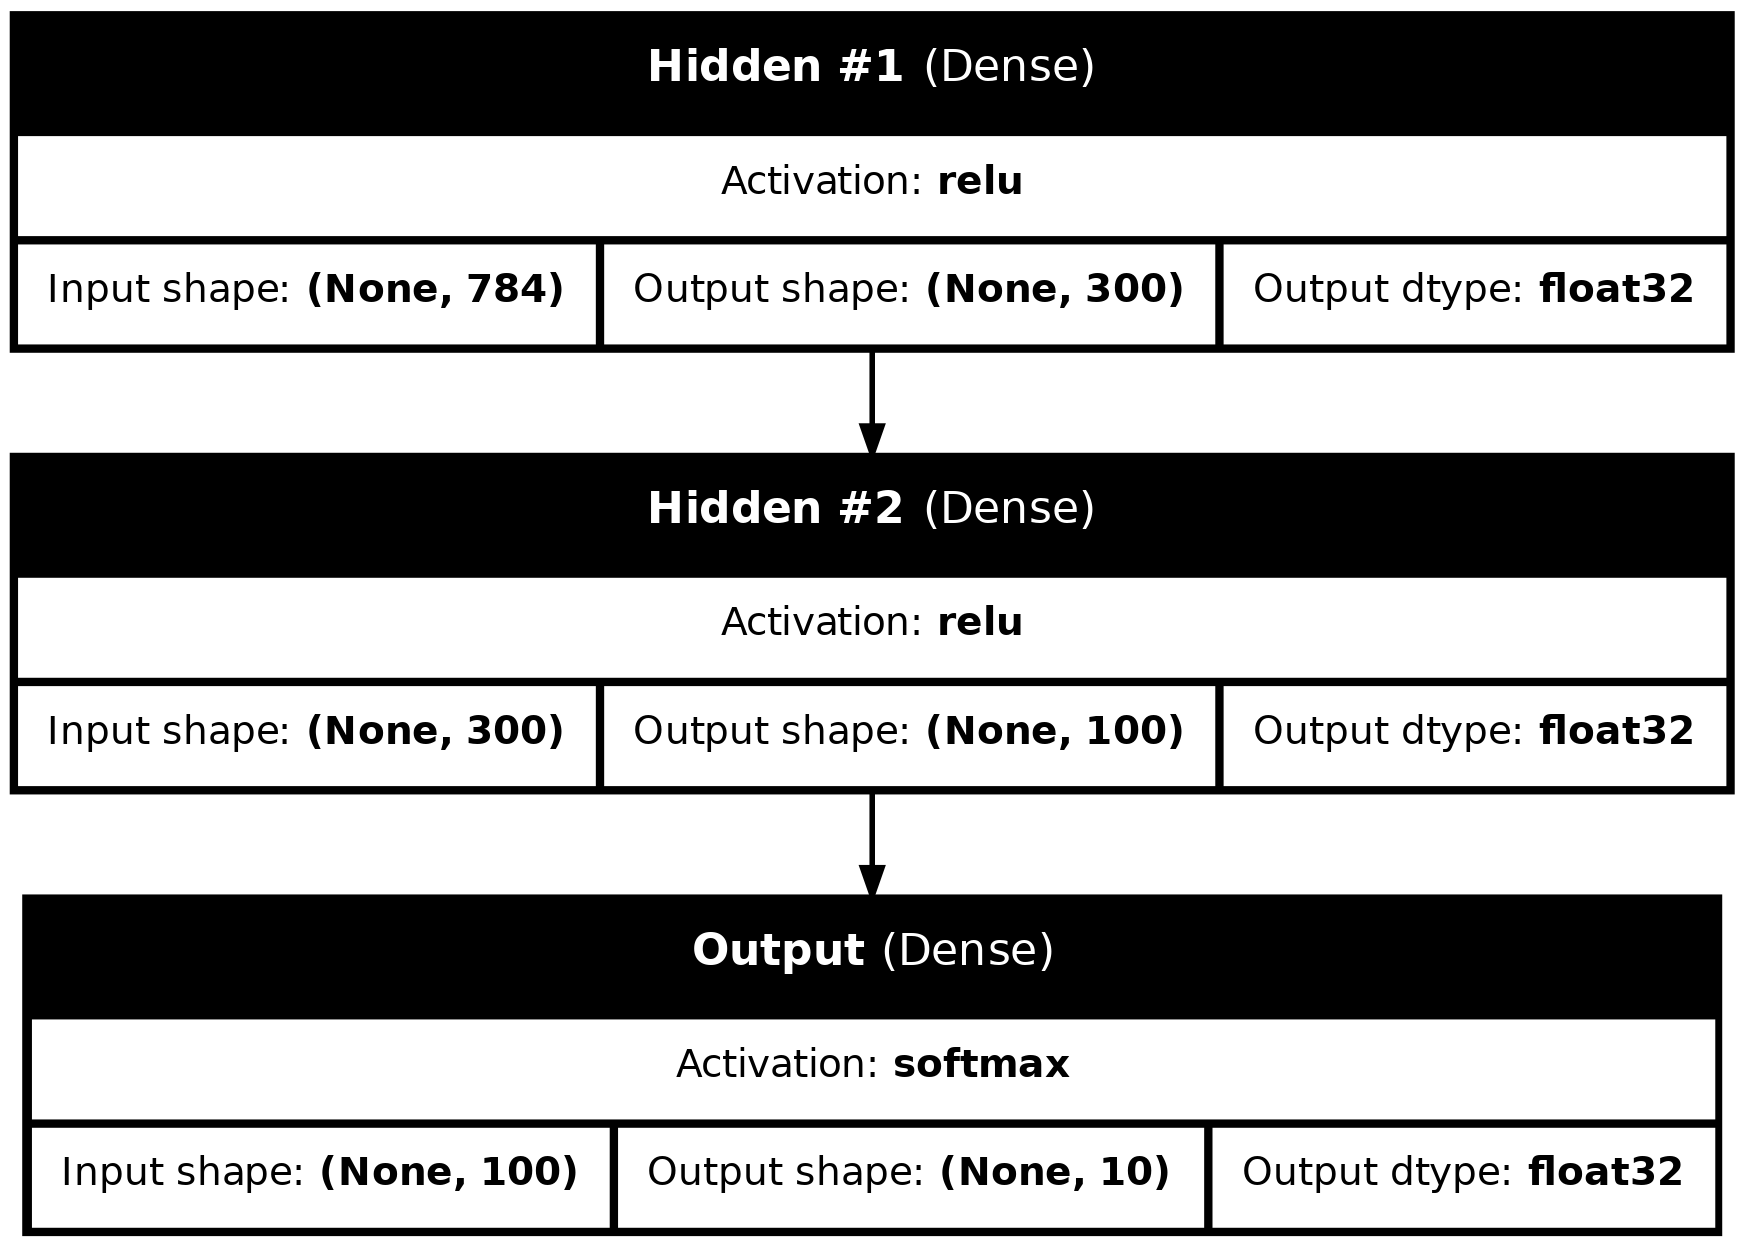 Hidden #1 (Dense)
Activation: relu
Input shape: (None, 784) Output shape: (None, 300) Output dtype: float32
Hidden #2 (Dense)
Activation: relu
Input shape: (None, 300) Output shape: (None, 100) Output dtype: float32
Output (Dense)
Activation: softmax
Input shape: (None, 100) Output shape: (None, 10) Output dtype: float32